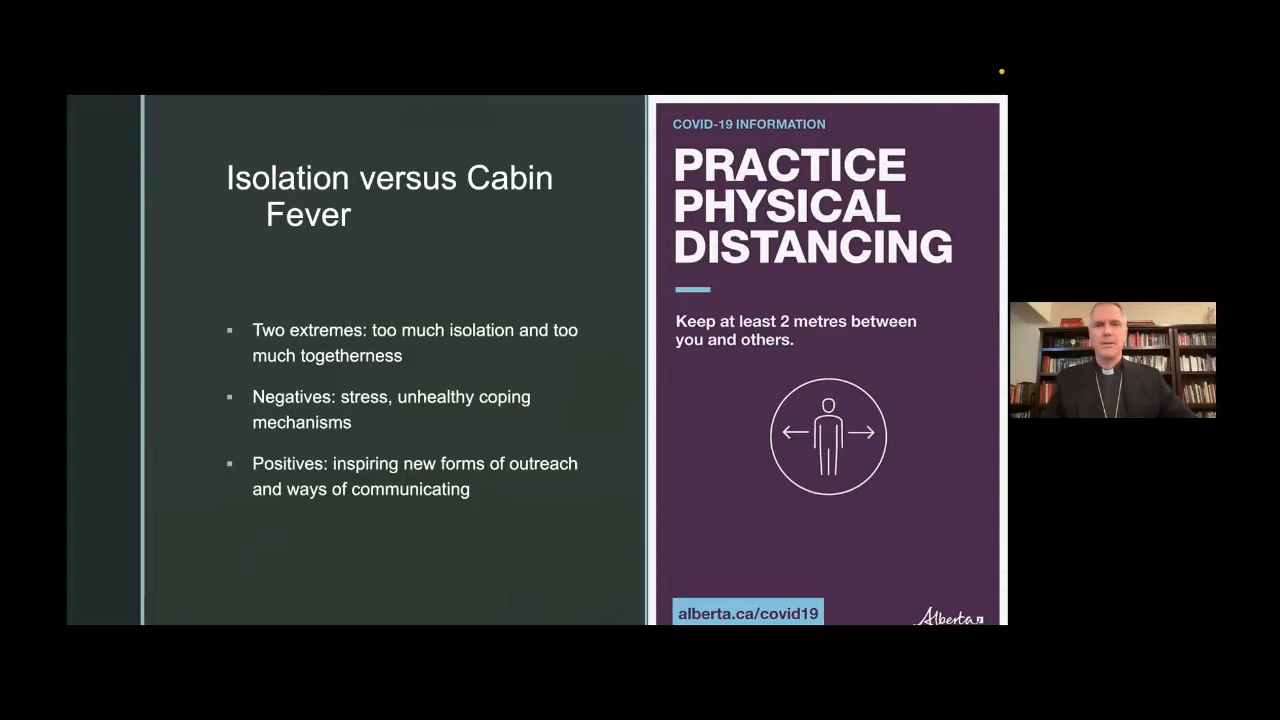 Isolation versus Cabin
Fever
▪ Two extremes: too much isolation and too
much togetherness
▪ Negatives: stress, unhealthy coping
mechanisms
▪ Positives: inspiring new forms of outreach
and ways of communicating
COVID-19 INFORMATION
PRACTICE
PHYSICAL
DISTANCING
Keep at least 2 metres between
you and others.
alberta.ca/covid19
Alberta